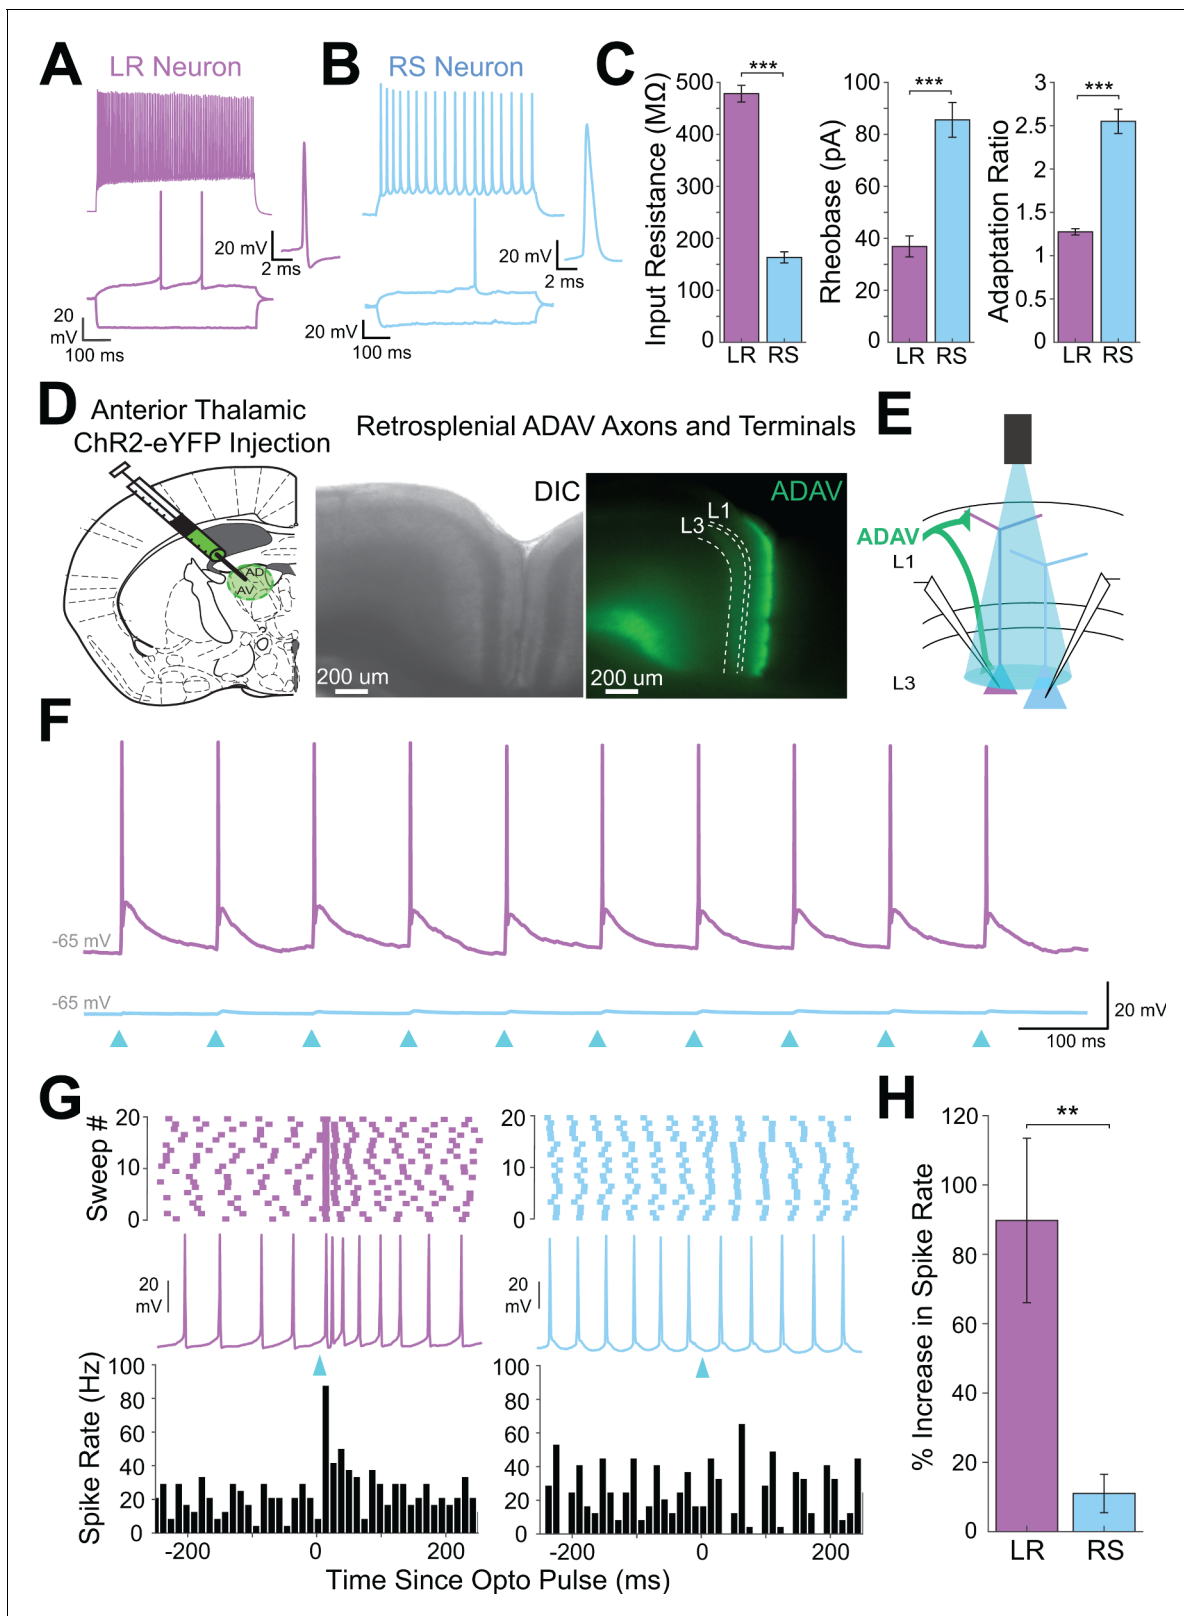 A
LR Neuron
20 mV
2 ms
20
mV
100 ms
B
RS Neuron
20 mV
2 ms
20 mV
100 ms
C
Input Resistance (MΩ)
500
400
300
200
100
0
***
LR RS
Rheobase (pA)
100
80
60
40
20
0
***
LR RS
Adaptation Ratio
3
2.5
2
1.5
1
0.5
0
***
LR RS
D
Anterior Thalamic
ChR2-eYFP Injection
AD
AV
Retrosplenial ADAV Axons and Terminals
DIC
200 um
ADAV
L1
L3
200 um
E
ADAV
L1
L3
F
-65 mV
-65 mV
20 mV
100 ms
G
Sweep #
20
10
0
20
10
0
20
mV
20
mV
Spike Rate (Hz)
100
80
60
40
20
0
100
80
60
40
20
0
-200 0 200
-200 0 200
Time Since Opto Pulse (ms)
H
% Increase in Spike Rate
120
100
80
60
40
20
0
**
LR RS